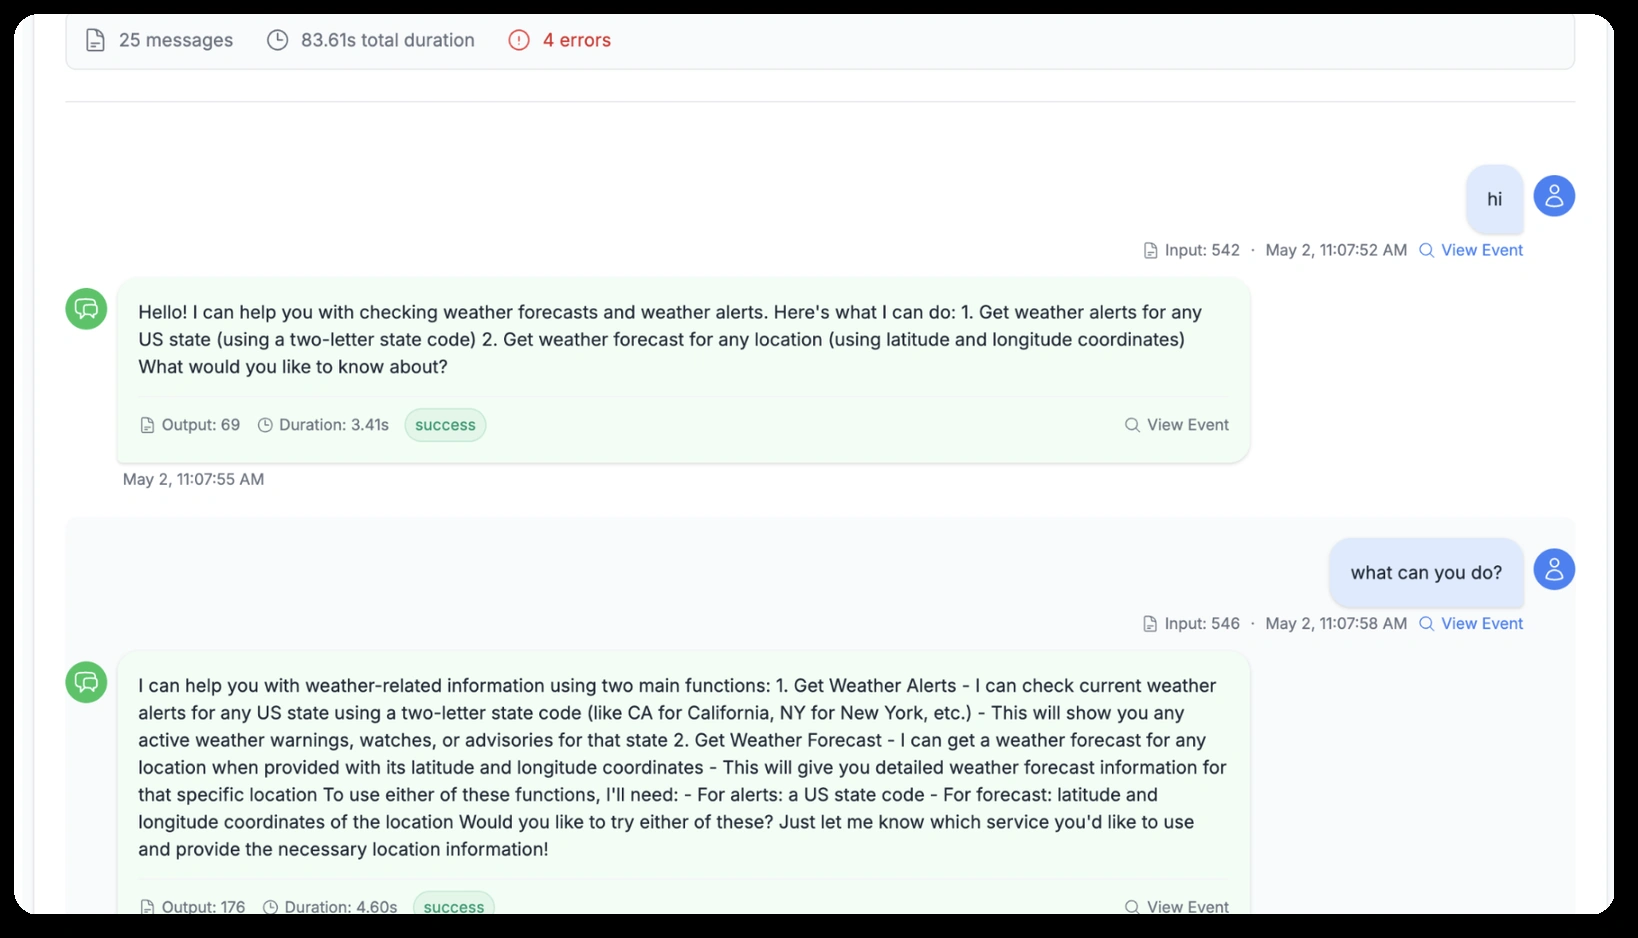 25 messages 83.61s total duration 4 errors
hi
Input: 542 · May 2, 11:07:52 AM View Event
Hello! I can help you with checking weather forecasts and weather alerts. Here's what I can do: 1. Get weather alerts for any
US state (using a two-letter state code) 2. Get weather forecast for any location (using latitude and longitude coordinates)
What would you like to know about?
Output: 69 Duration: 3.41s success View Event
May 2, 11:07:55 AM
what can you do?
Input: 546 · May 2, 11:07:58 AM View Event
I can help you with weather-related information using two main functions: 1. Get Weather Alerts - I can check current weather
alerts for any US state using a two-letter state code (like CA for California, NY for New York, etc.) - This will show you any
active weather warnings, watches, or advisories for that state 2. Get Weather Forecast - I can get a weather forecast for any
location when provided with its latitude and longitude coordinates - This will give you detailed weather forecast information for
that specific location To use either of these functions, I'll need: - For alerts: a US state code - For forecast: latitude and
longitude coordinates of the location Would you like to try either of these? Just let me know which service you'd like to use
and provide the necessary location information!
Output: 176 Duration: 4.60s success View Event